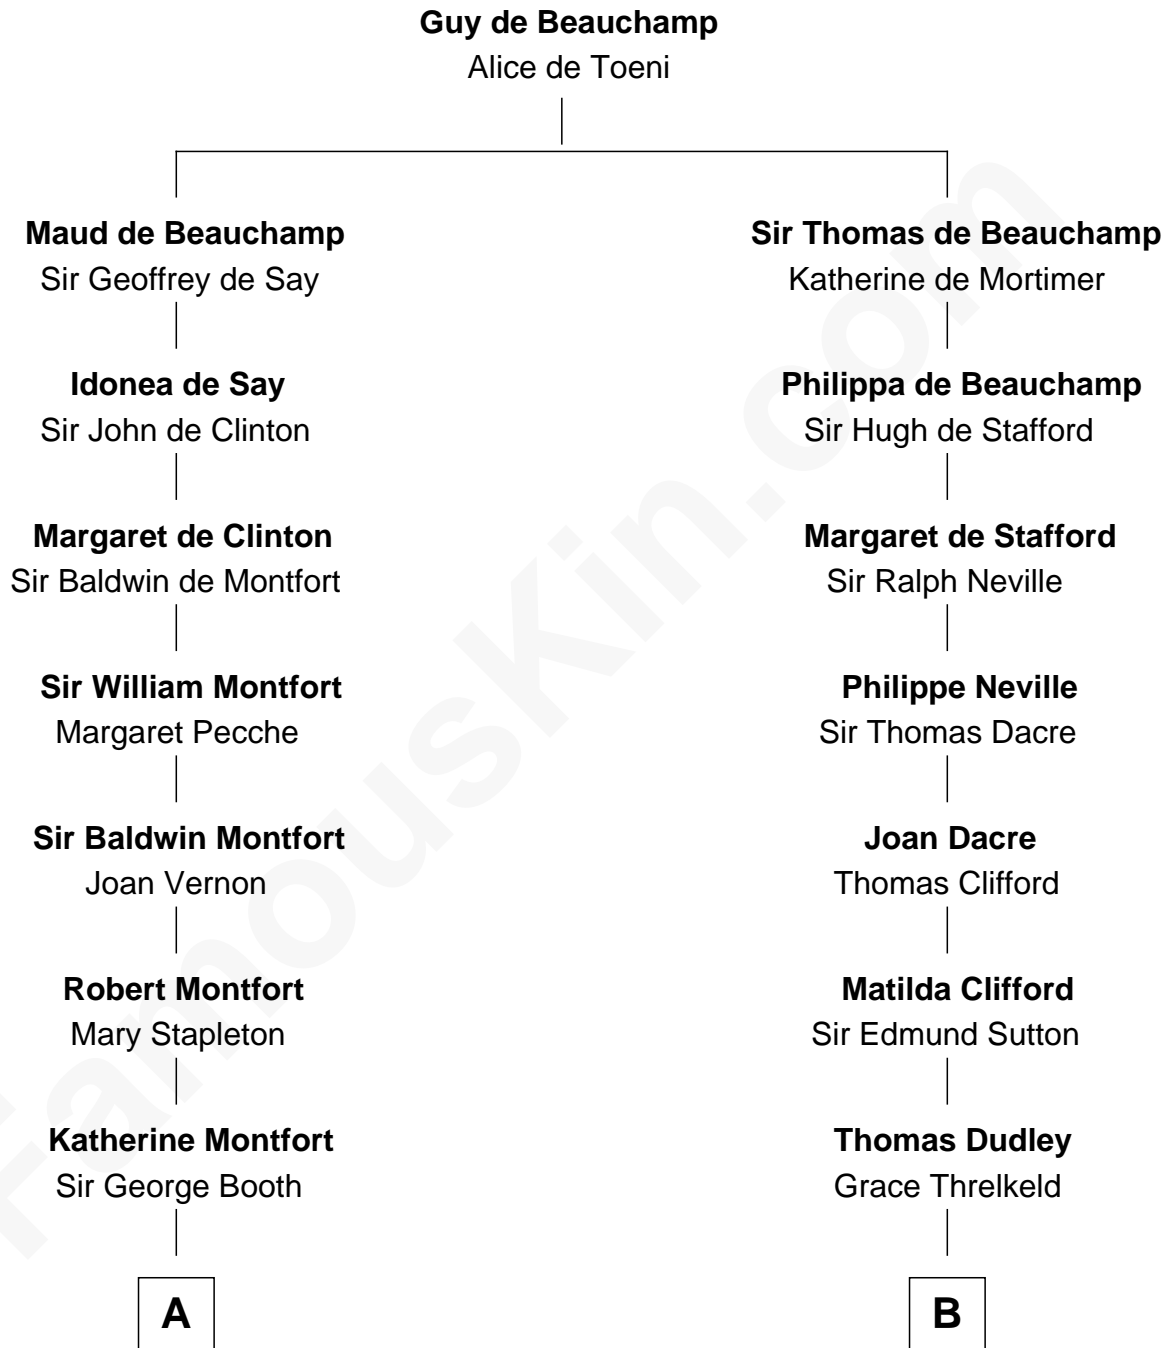 Guy de Beauchamp
Alice de Toeni
Maud de Beauchamp
Sir Geoffrey de Say
Sir Thomas de Beauchamp
Katherine de Mortimer
Idonea de Say
Sir John de Clinton
Philippa de Beauchamp
Sir Hugh de Stafford
Margaret de Clinton
Sir Baldwin de Montfort
Margaret de Stafford
Sir Ralph Neville
Sir William Montfort
Margaret Pecche
Philippe Neville
Sir Thomas Dacre
Sir Baldwin Montfort
Joan Vernon
Joan Dacre
Thomas Clifford
Robert Montfort
Mary Stapleton
Matilda Clifford
Sir Edmund Sutton
Katherine Montfort
Sir George Booth
Thomas Dudley
Grace Threlkeld
A
B
FamousKin.com